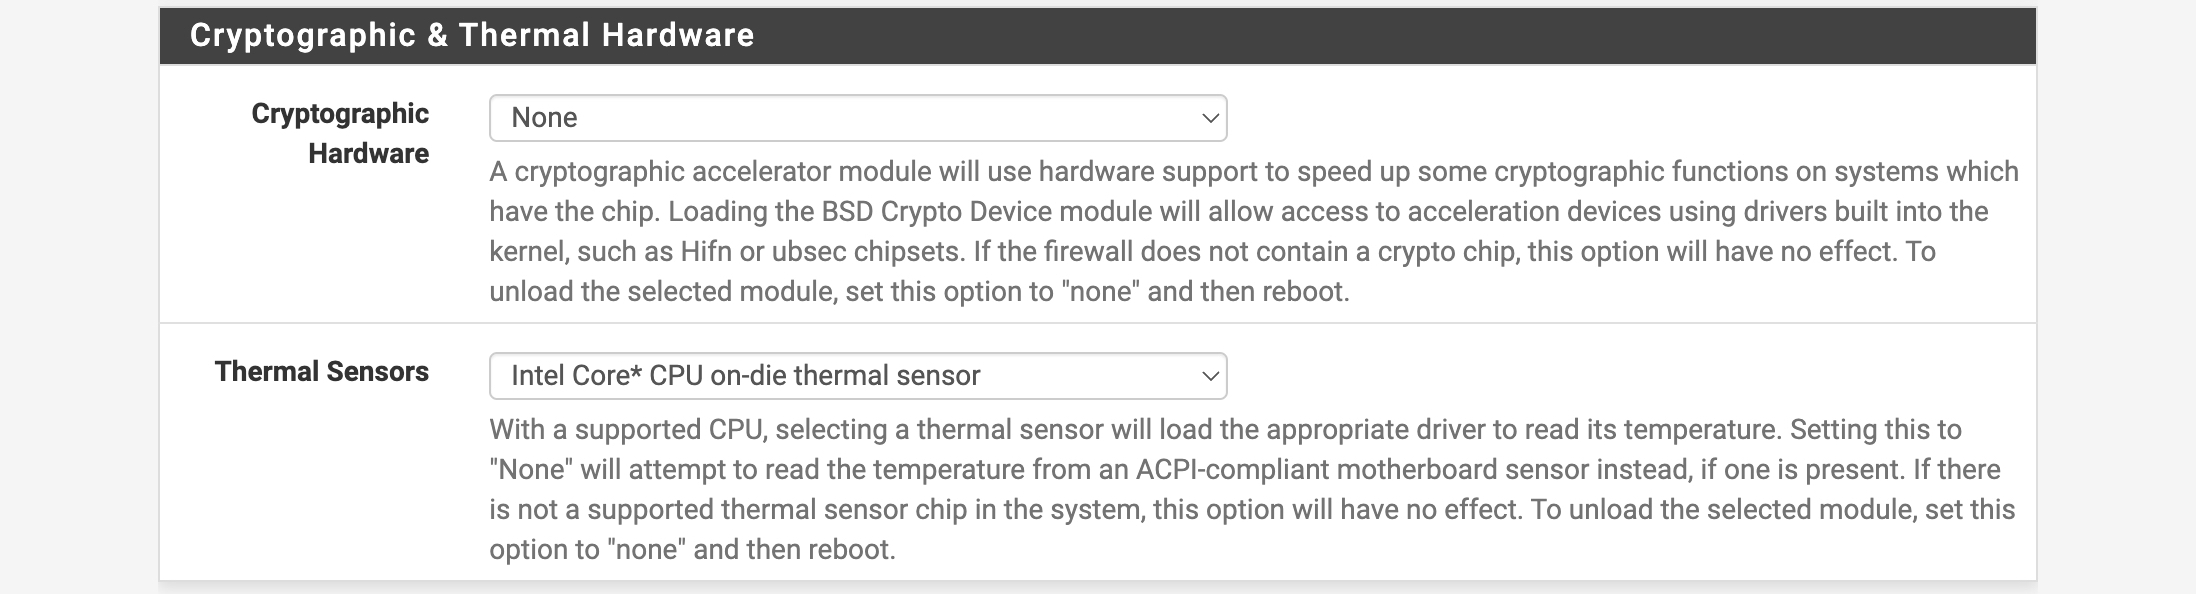 Cryptographic & Thermal Hardware
Cryptographic
Hardware
None
A cryptographic accelerator module will use hardware support to speed up some cryptographic functions on systems which
have the chip. Loading the BSD Crypto Device module will allow access to acceleration devices using drivers built into the
kernel, such as Hifn or ubsec chipsets. If the firewall does not contain a crypto chip, this option will have no effect. To
unload the selected module, set this option to "none" and then reboot.
Thermal Sensors
Intel Core* CPU on-die thermal sensor
With a supported CPU, selecting a thermal sensor will load the appropriate driver to read its temperature. Setting this to
"None" will attempt to read the temperature from an ACPI-compliant motherboard sensor instead, if one is present. If there
is not a supported thermal sensor chip in the system, this option will have no effect. To unload the selected module, set this
option to "none" and then reboot.